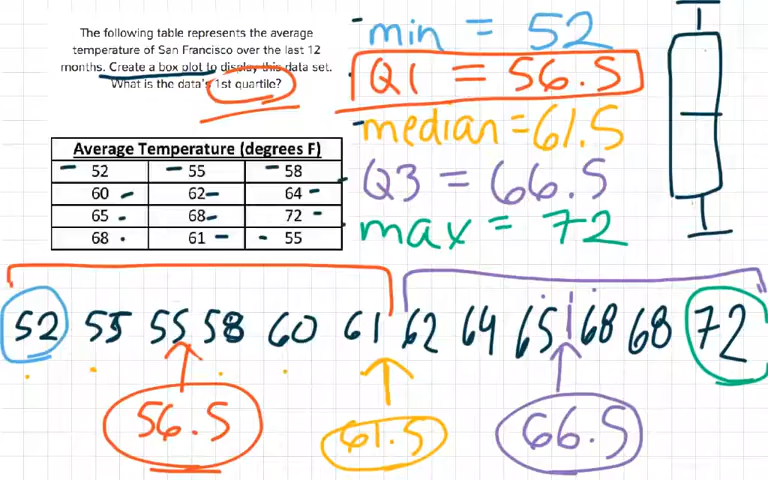 The following table represents the average
temperature of San Francisco over the last 12
months. Create a box plot to display this data set.
What is the data's 1st quartile?
min = 52
Q1 = 56.5
median = 61.5
Q3 = 66.5
max = 72
Average Temperature (degrees F)
52 55 58
60 62 64
65 68 72
68 61 55
52 55 55 58 60 61 62 64 65 68 68 72
56.5 61.5 66.5